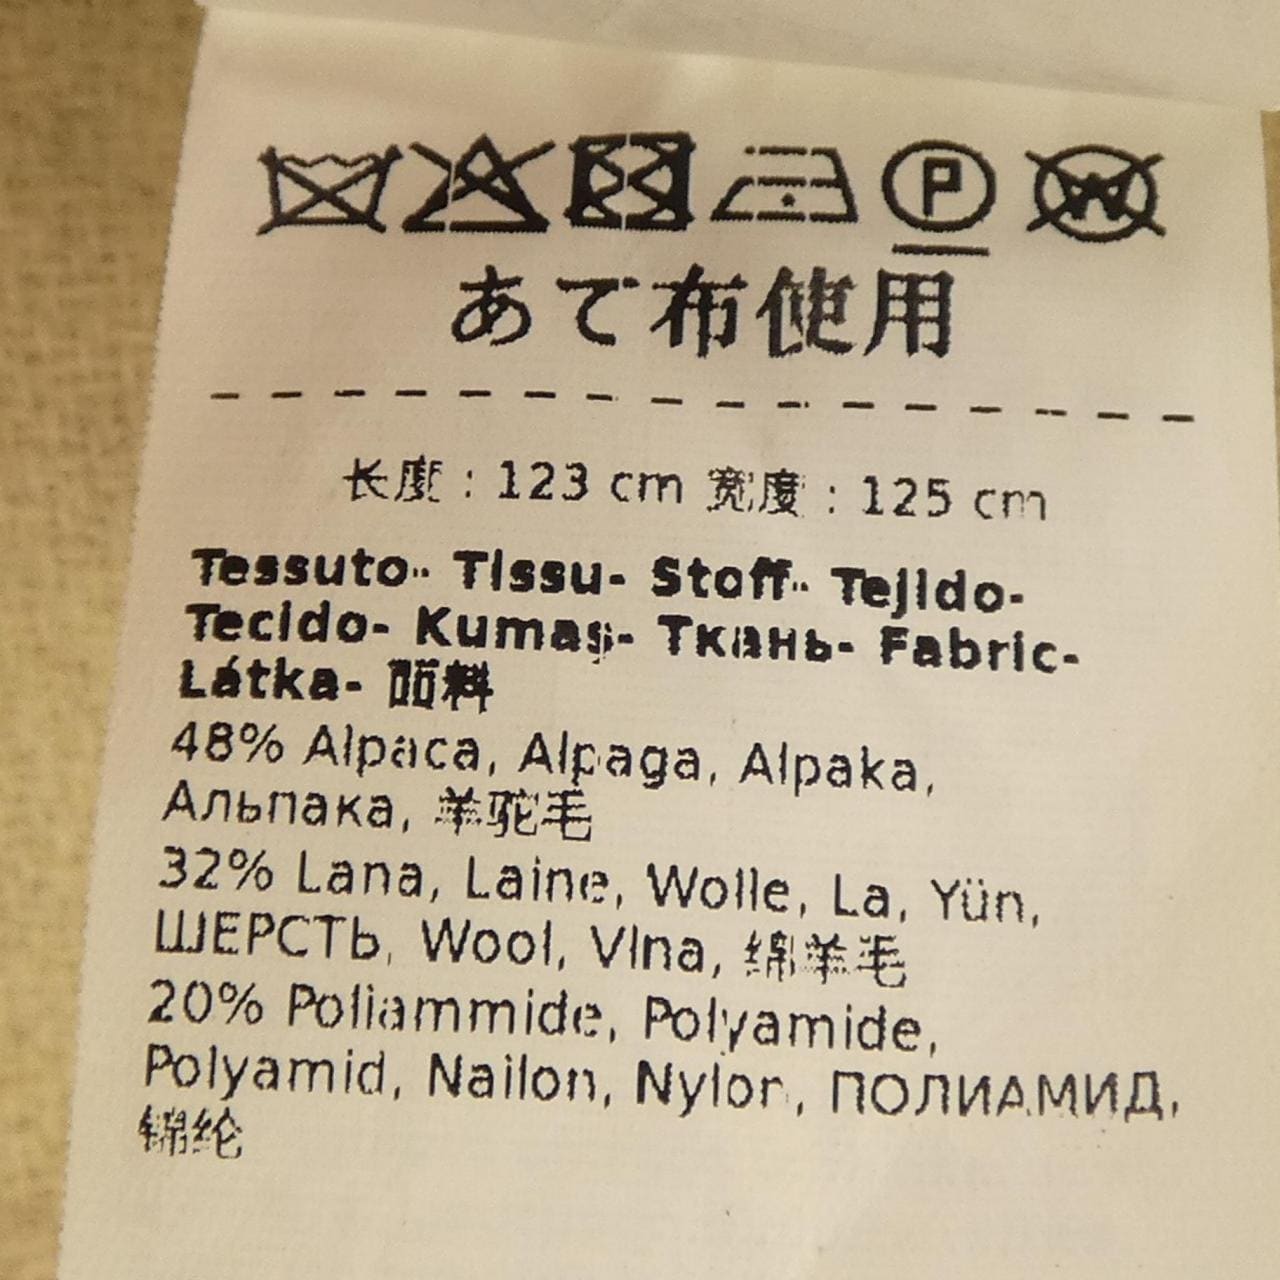 P W
あて布使用
长度 : 123 cm 宽度 : 125 cm
Tessuto- Tissu- Stoff- Tejido-
Tecido- Kumaş- Ткань- Fabric-
Látka- 面料
48% Alpaca, Alpaga, Alpaka,
Альпака, 羊驼毛
32% Lana, Laine, Wolle, La, Yün,
ШЕРСТЬ, Wool, Vlna, 绵羊毛
20% Poliammide, Polyamide,
Polyamid, Nailon, Nylon, ПОЛИАМИД,
锦纶